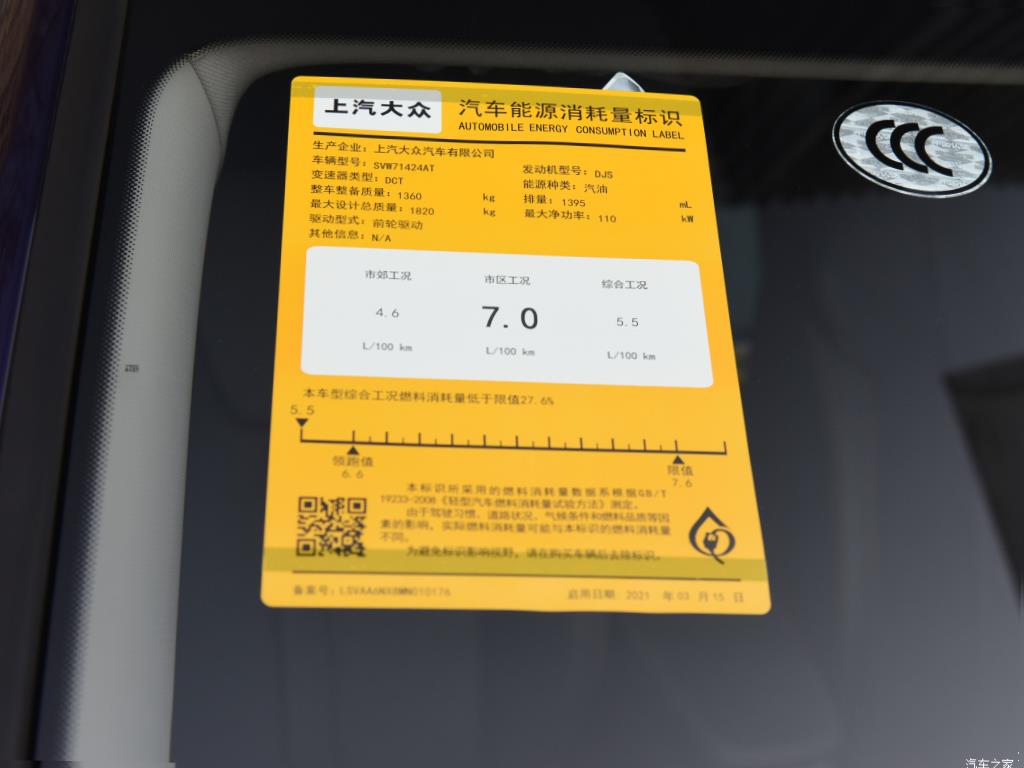 上汽大众
汽车能源消耗量标识
AUTOMOBILE ENERGY CONSUMPTION LABEL
生产企业: 上汽大众汽车有限公司
车辆型号: SVW71424AT 发动机型号: DJS
变速器类型: DCT 能源种类: 汽油
整车整备质量: 1360 kg 排量: 1395 mL
最大设计总质量: 1820 kg 最大净功率: 110 kW
驱动型式: 前轮驱动
其他信息: N/A
市郊工况 市区工况 综合工况
4.6 7.0 5.5
L/100 km L/100 km L/100 km
本车型综合工况燃料消耗量低于限值27.6%
5.5
领跑值 限值
6.6 7.6
本标识所采用的燃料消耗量数据系根据GB/T
19233-2008《轻型汽车燃料消耗量试验方法》测定。
由于驾驶习惯、道路状况、气候条件和燃料品质等因
素的影响，实际燃料消耗量可能与本标识的燃料消耗量
不同。
为避免标识影响视野，请在购买车辆后去除标识。
备案号: 启用日期: 2021 年 03 月 15 日
CCC
汽车之家